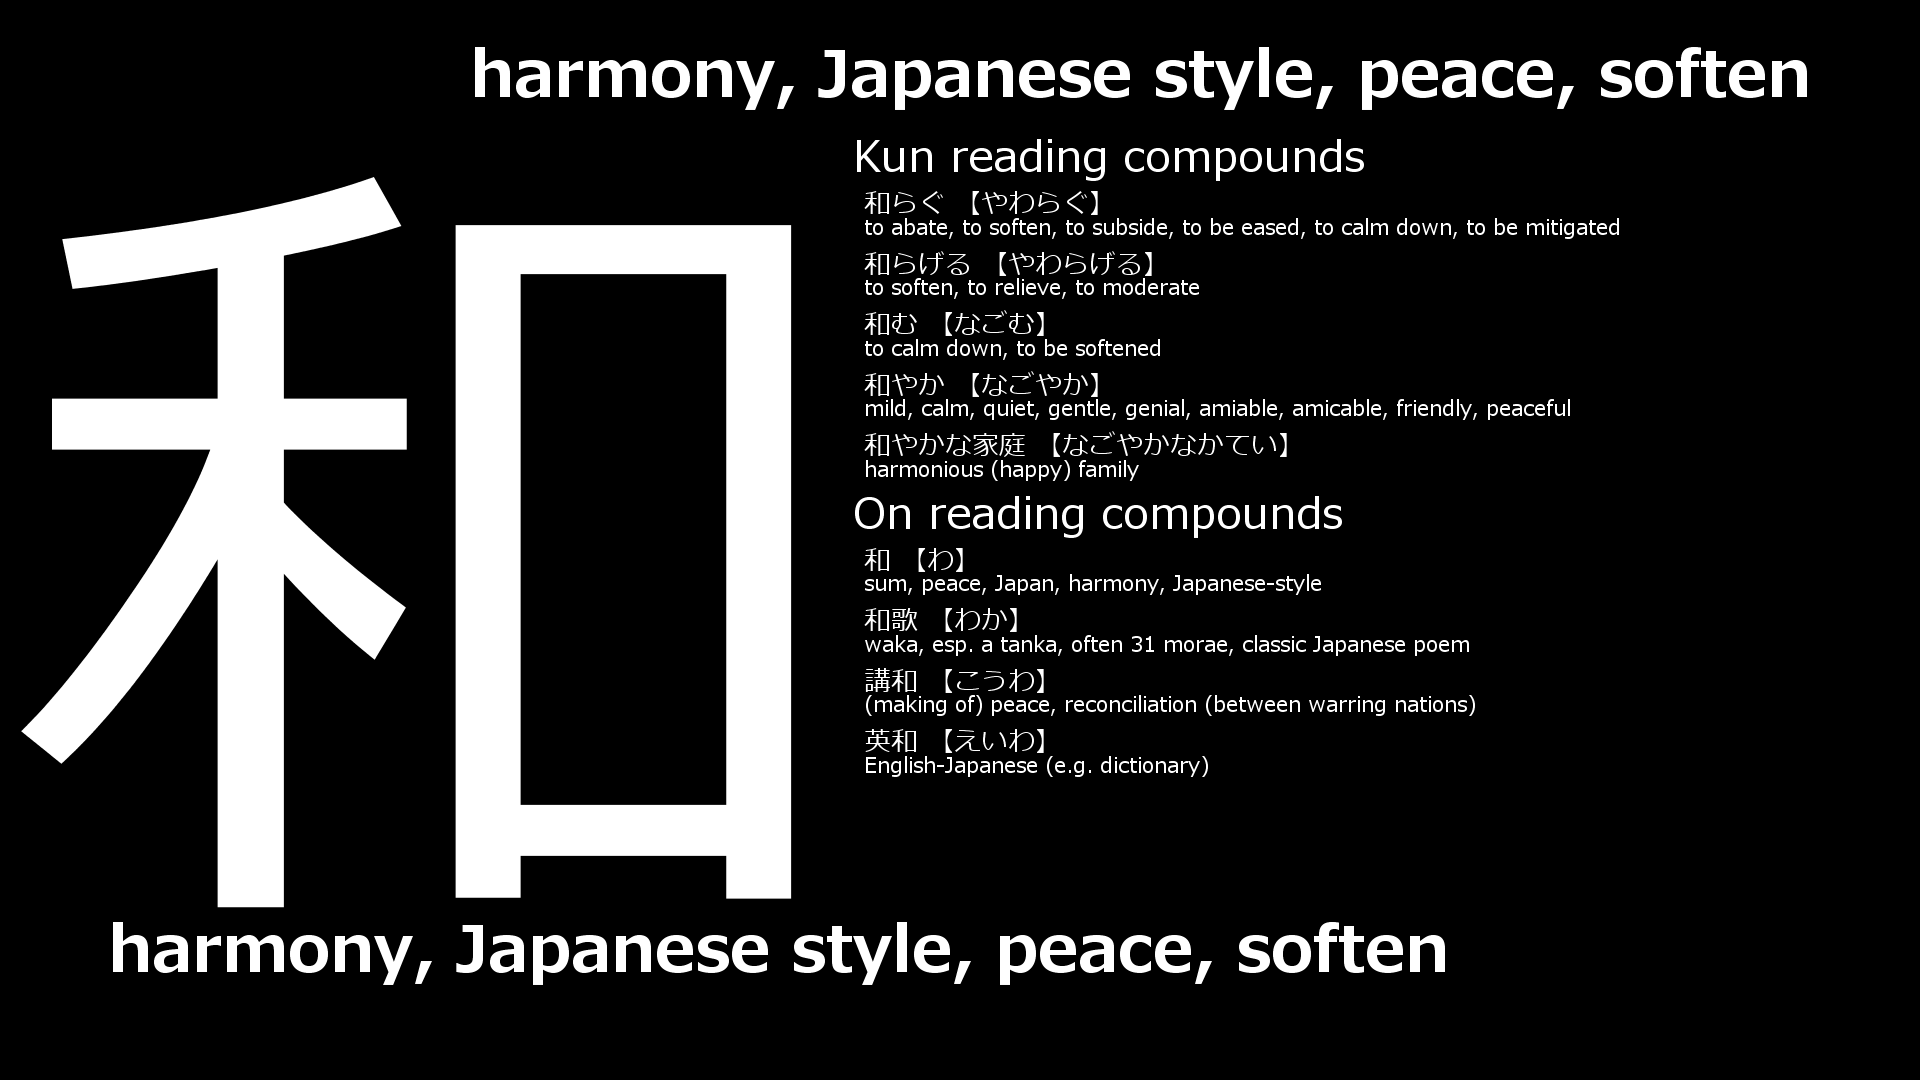 harmony, Japanese style, peace, soften
和
Kun reading compounds
和らぐ 【やわらぐ】
to abate, to soften, to subside, to be eased, to calm down, to be mitigated
和らげる 【やわらげる】
to soften, to relieve, to moderate
和む 【なごむ】
to calm down, to be softened
和やか 【なごやか】
mild, calm, quiet, gentle, genial, amiable, amicable, friendly, peaceful
和やかな家庭 【なごやかなかてい】
harmonious (happy) family
On reading compounds
和 【わ】
sum, peace, Japan, harmony, Japanese-style
和歌 【わか】
waka, esp. a tanka, often 31 morae, classic Japanese poem
講和 【こうわ】
(making of) peace, reconciliation (between warring nations)
英和 【えいわ】
English-Japanese (e.g. dictionary)
harmony, Japanese style, peace, soften